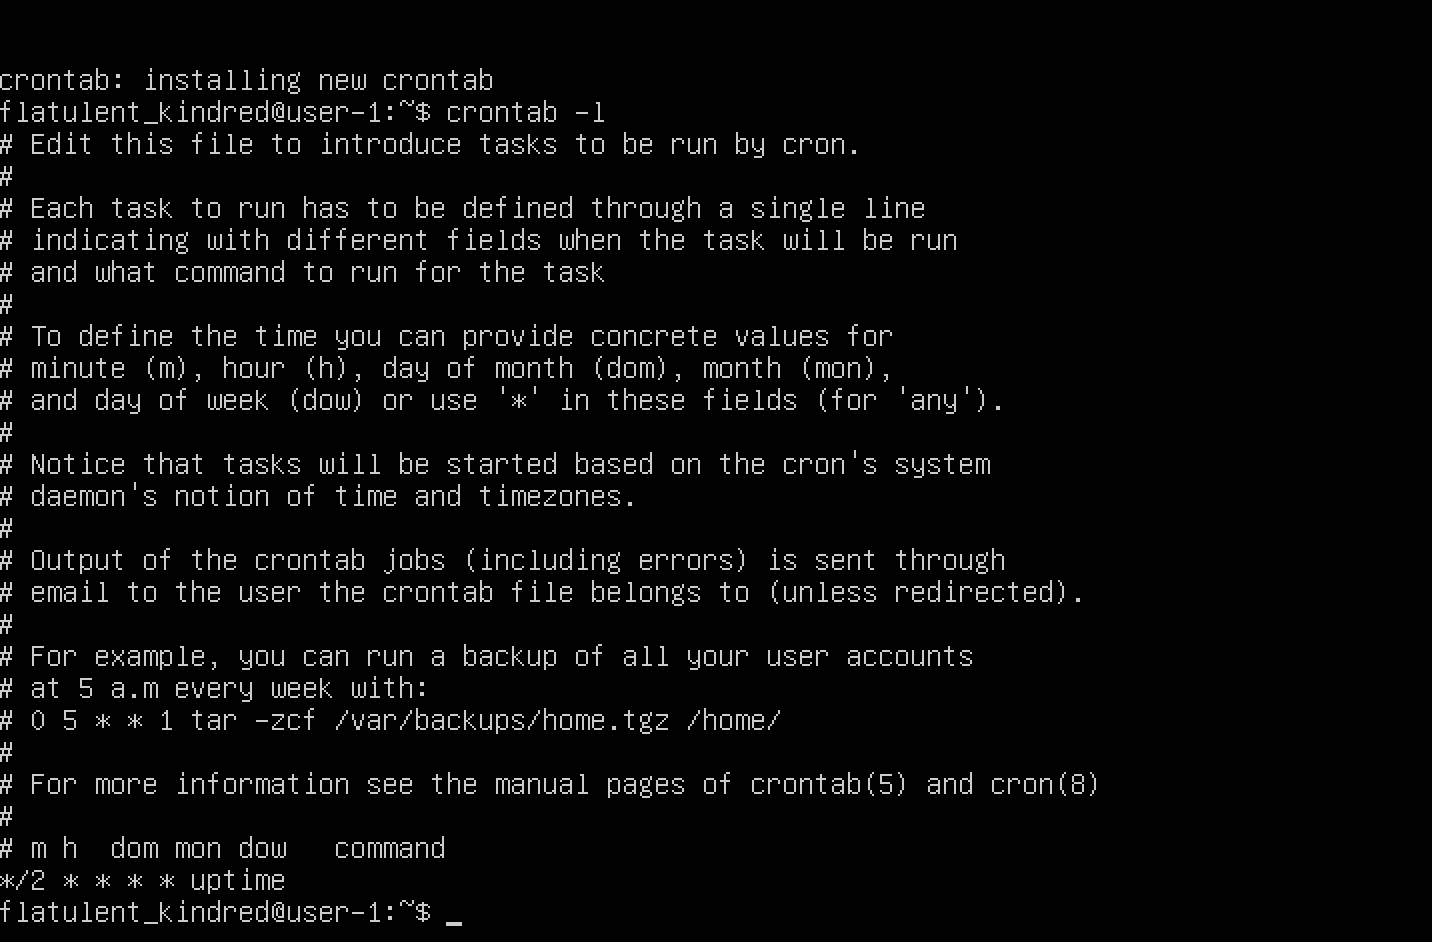 crontab: installing new crontab
flatulent_kindred@user-1:~$ crontab -l
# Edit this file to introduce tasks to be run by cron.
#
# Each task to run has to be defined through a single line
# indicating with different fields when the task will be run
# and what command to run for the task
#
# To define the time you can provide concrete values for
# minute (m), hour (h), day of month (dom), month (mon),
# and day of week (dow) or use '*' in these fields (for 'any').
#
# Notice that tasks will be started based on the cron's system
# daemon's notion of time and timezones.
#
# Output of the crontab jobs (including errors) is sent through
# email to the user the crontab file belongs to (unless redirected).
#
# For example, you can run a backup of all your user accounts
# at 5 a.m every week with:
# 0 5 * * 1 tar -zcf /var/backups/home.tgz /home/
#
# For more information see the manual pages of crontab(5) and cron(8)
#
# m h  dom mon dow   command
*/2 * * * * uptime
flatulent_kindred@user-1:~$ _